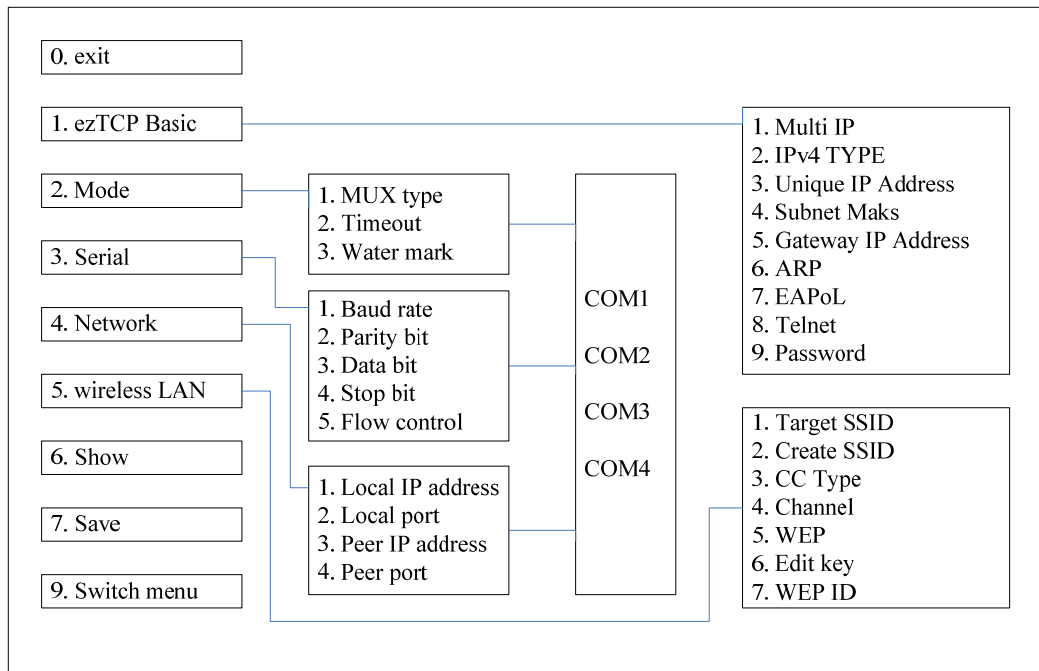 0. exit
1. ezTCP Basic
2. Mode
3. Serial
4. Network
5. wireless LAN
6. Show
7. Save
9. Switch menu
1. MUX type
2. Timeout
3. Water mark
1. Baud rate
2. Parity bit
3. Data bit
4. Stop bit
5. Flow control
1. Local IP address
2. Local port
3. Peer IP address
4. Peer port
COM1
COM2
COM3
COM4
1. Multi IP
2. IPv4 TYPE
3. Unique IP Address
4. Subnet Maks
5. Gateway IP Address
6. ARP
7. EAPoL
8. Telnet
9. Password
1. Target SSID
2. Create SSID
3. CC Type
4. Channel
5. WEP
6. Edit key
7. WEP ID